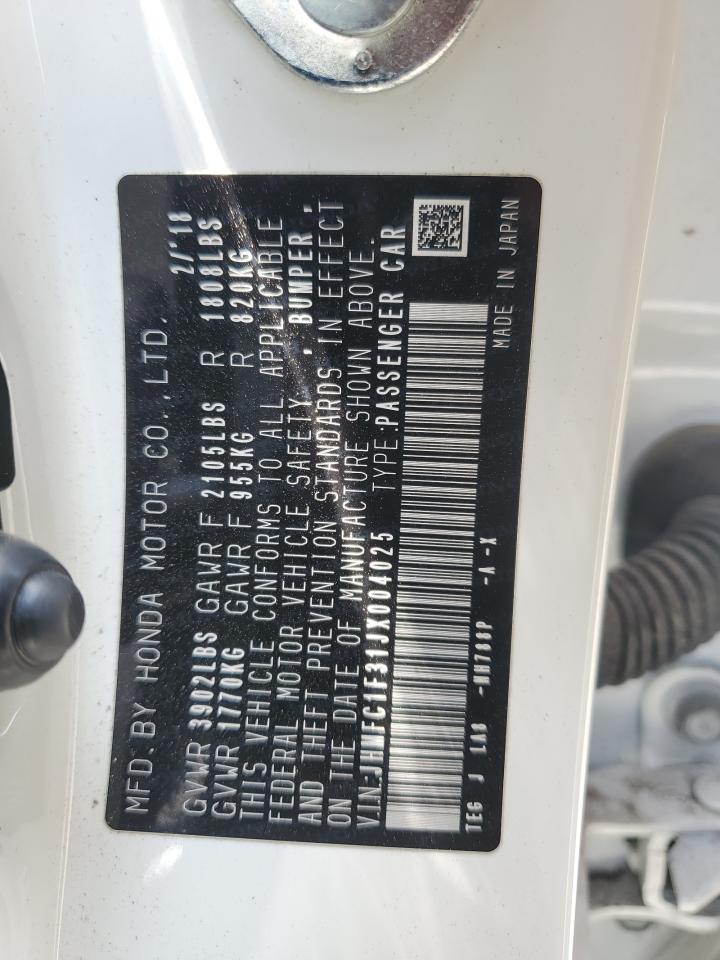 MFD. BY HONDA MOTOR CO., LTD. 2/'18
GVWR 3902LBS GAWR F 2105LBS R 1808LBS
GVWR 1770KG GAWR F 955KG R 820KG
THIS VEHICLE CONFORMS TO ALL APPLICABLE
FEDERAL MOTOR VEHICLE SAFETY , BUMPER ,
AND THEFT PREVENTION STANDARDS IN EFFECT
ON THE DATE OF MANUFACTURE SHOWN ABOVE.
V.I.N.:JHMFC1F31JX004025 TYPE:PASSENGER CAR
TEG J LAB -NH788P -A -X
MADE IN JAPAN